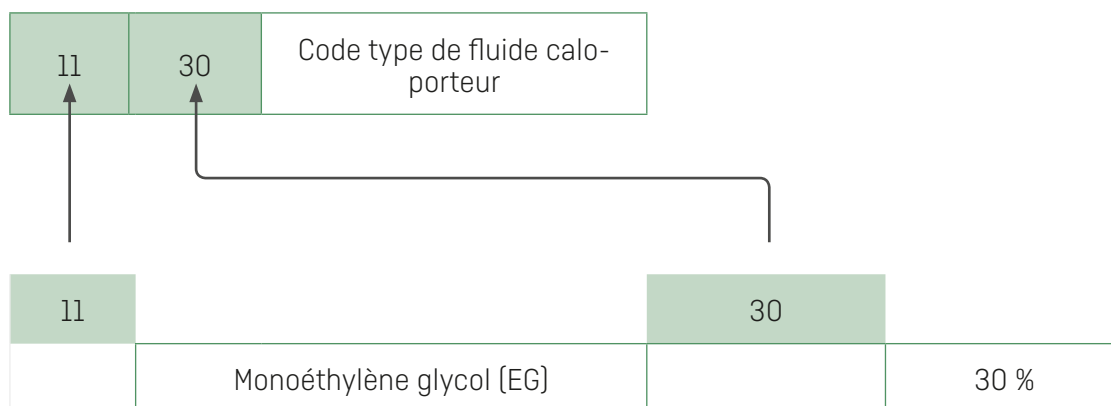 11 30 Code type de fluide calo-
porteur
11 30
Monoéthylène glycol (EG) 30 %